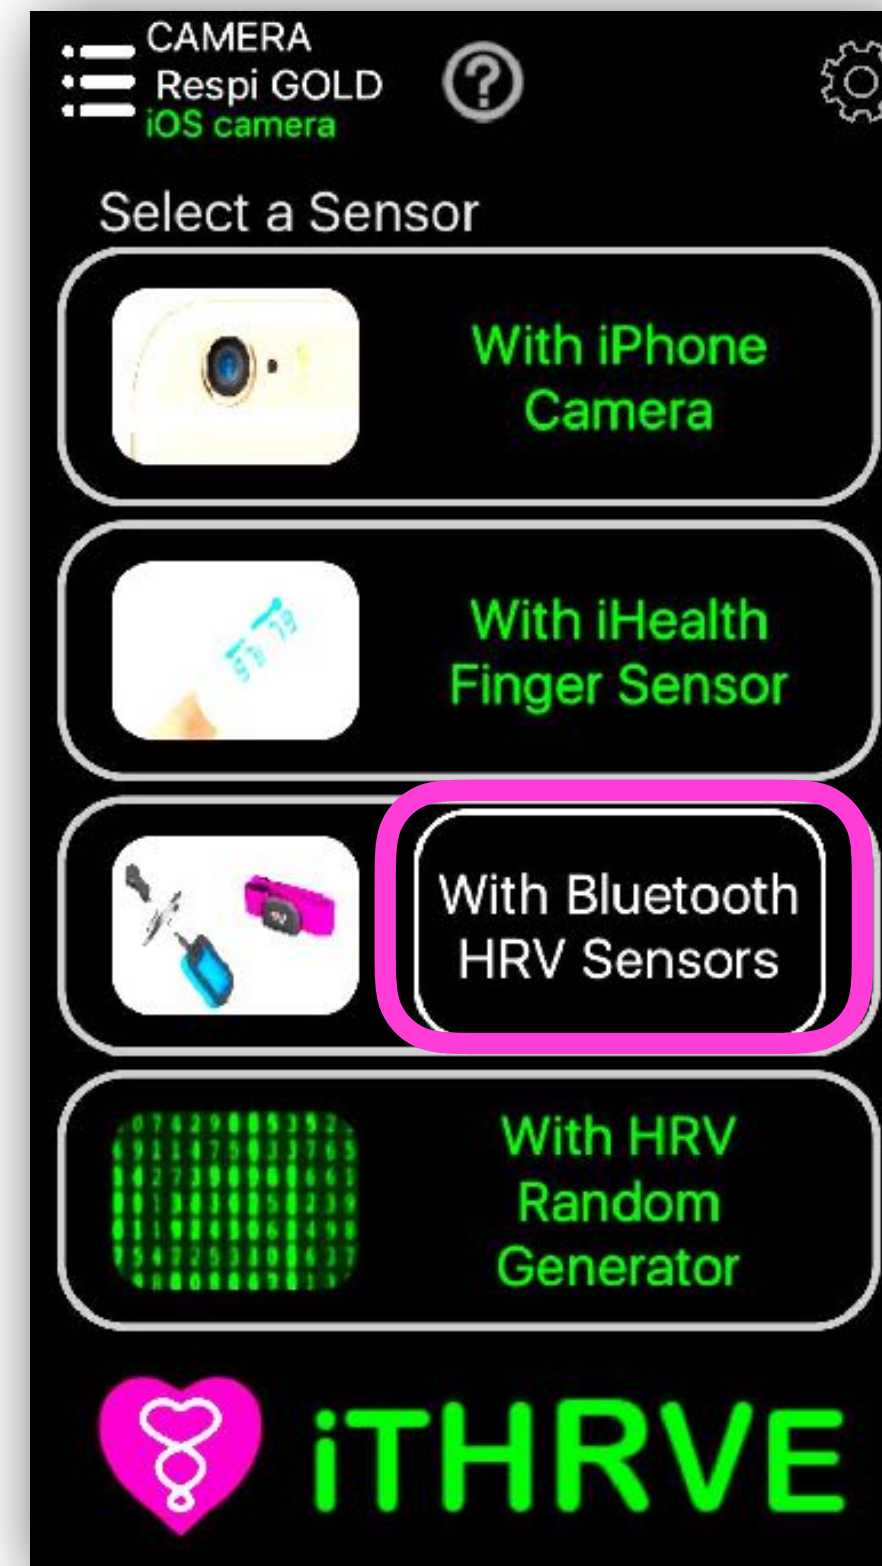 CAMERA
Respi GOLD
iOS camera
Select a Sensor
With iPhone
Camera
With iHealth
Finger Sensor
With Bluetooth
HRV Sensors
With HRV
Random
Generator
iTHRVE